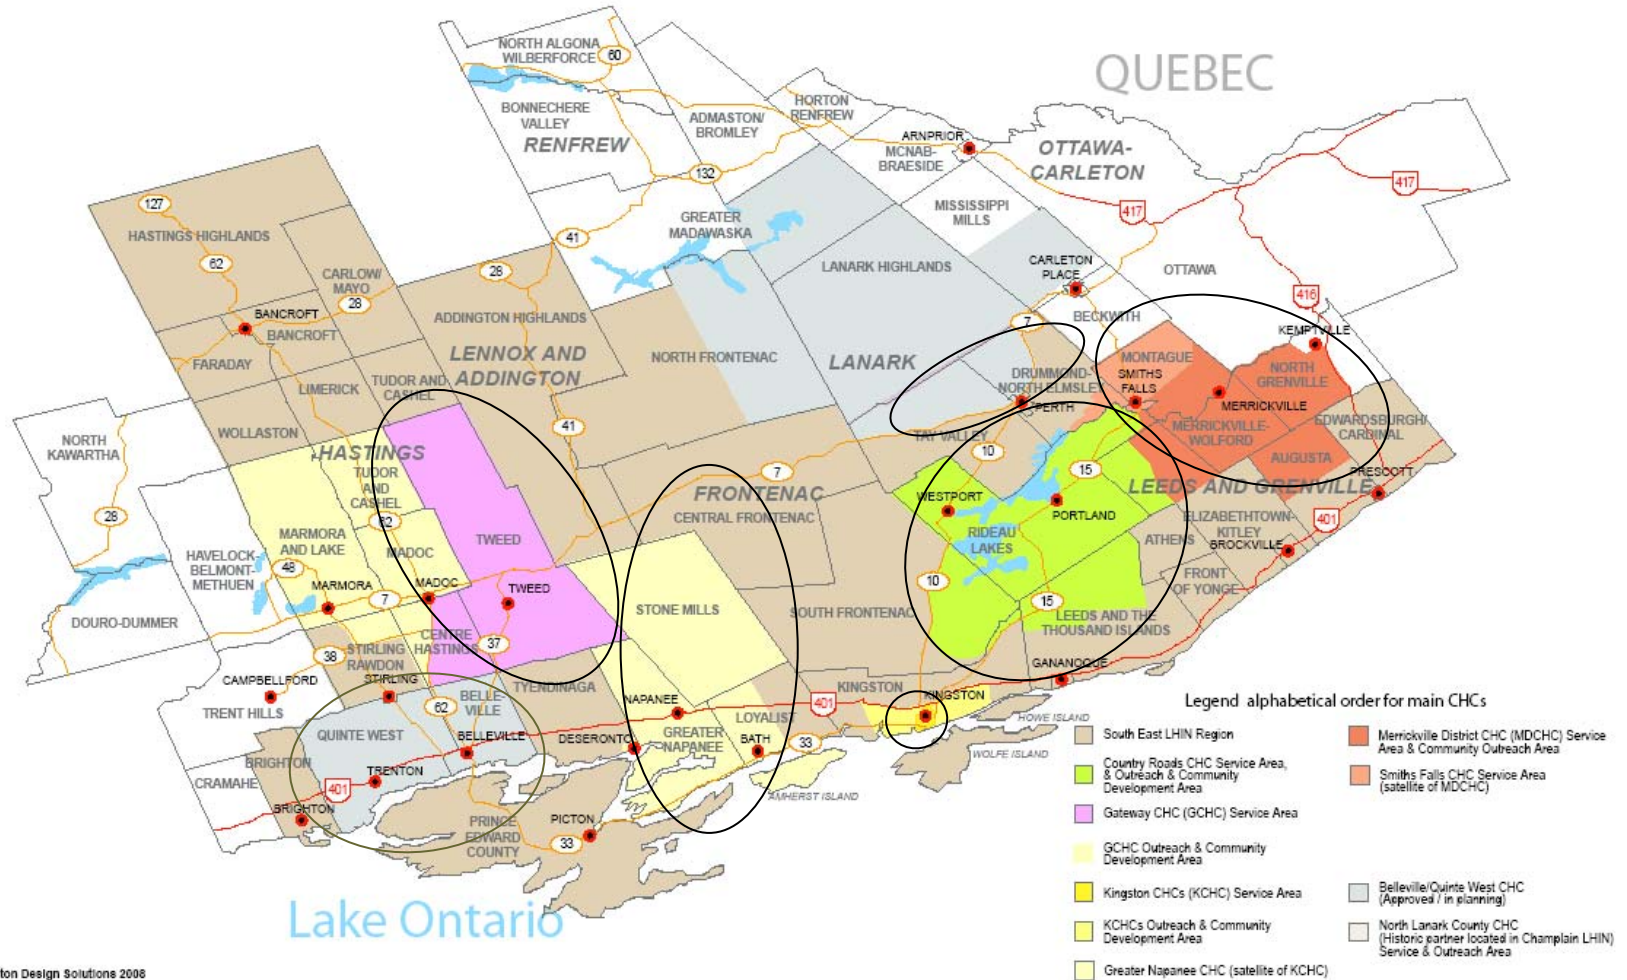 QUEBEC
NORTH ALGONA
WILBERFORCE
60
BONNECHERE
VALLEY
RENFREW
ADMASTON/
BROMLEY
HORTON
RENFREW
ARNPRIOR
MCNAB-
BRAESIDE
OTTAWA-
CARLETON
132
417
417
127
HASTINGS HIGHLANDS
62
GREATER
MADAWASKA
41
MISSISSIPPI
MILLS
LANARK HIGHLANDS
CARLETON
PLACE
OTTAWA
28
CARLOW/
MAYO
28
BANCROFT
BANCROFT
ADDINGTON HIGHLANDS
416
7
BECKWITH
KEMPTVILLE
FARADAY
LENNOX AND
ADDINGTON
NORTH FRONTENAC
LANARK
MONTAGUE
LIMERICK
TUDOR AND
CASHEL
DRUMMOND-
NORTH ELMSLEY
SMITHS
FALLS
NORTH
GRENVILLE
PERTH
MERRICKVILLE
NORTH
KAWARTHA
WOLLASTON
41
TAY VALLEY
MERRICKVILLE-
WOLFORD
EDWARDSBURGH/
CARDINAL
HASTINGS
10
AUGUSTA
TUDOR
AND
CASHEL
7
15
PRESCOTT
FRONTENAC
WESTPORT
LEEDS AND GRENVILLE
28
62
CENTRAL FRONTENAC
PORTLAND
ELIZABETHTOWN-
KITLEY
401
MARMORA
AND LAKE
TWEED
RIDEAU
LAKES
ATHENS
BROCKVILLE
HAVELOCK-
BELMONT-
METHUEN
MADOC
48
MARMORA
MADOC
TWEED
10
FRONT
OF YONGE
7
STONE MILLS
SOUTH FRONTENAC
15
DOURO-DUMMER
LEEDS AND THE
THOUSAND ISLANDS
CENTRE
HASTINGS
37
38
STIRLING
RAWDON
STIRLING
GANANOQUE
CAMPBELLFORD
TRENT HILLS
TYENDINAGA
KINGSTON
KINGSTON
BELLE-
VILLE
62
NAPANEE
401
LOYALIST
HOWE ISLAND
QUINTE WEST
BELLEVILLE
DESERONTO
GREATER
NAPANEE
BATH
33
WOLFE ISLAND
BRIGHTON
CRAMAHE
TRENTON
401
AMHERST ISLAND
BRIGHTON
PRINCE
EDWARD
COUNTY
PICTON
33
Lake Ontario
Legend alphabetical order for main CHCs
South East LHIN Region
Country Roads CHC Service Area,
& Outreach & Community
Development Area
Gateway CHC (GCHC) Service Area
GCHC Outreach & Community
Development Area
Kingston CHCs (KCHC) Service Area
KCHCs Outreach & Community
Development Area
Greater Napanee CHC (satellite of KCHC)
Merrickville District CHC (MDCHC) Service
Area & Community Outreach Area
Smiths Falls CHC Service Area
(satellite of MDCHC)
Belleville/Quinte West CHC
(Approved / in planning)
North Lanark County CHC
(Historic partner located in Champlain LHIN)
Service & Outreach Area
ton Design Solutions 2008